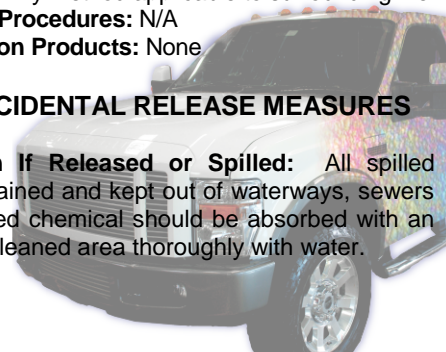 Procedures: N/A
on Products: None
CIDENTAL RELEASE MEASURES
If Released or Spilled: All spilled
ained and kept out of waterways, sewers
ed chemical should be absorbed with an
leaned area thoroughly with water.